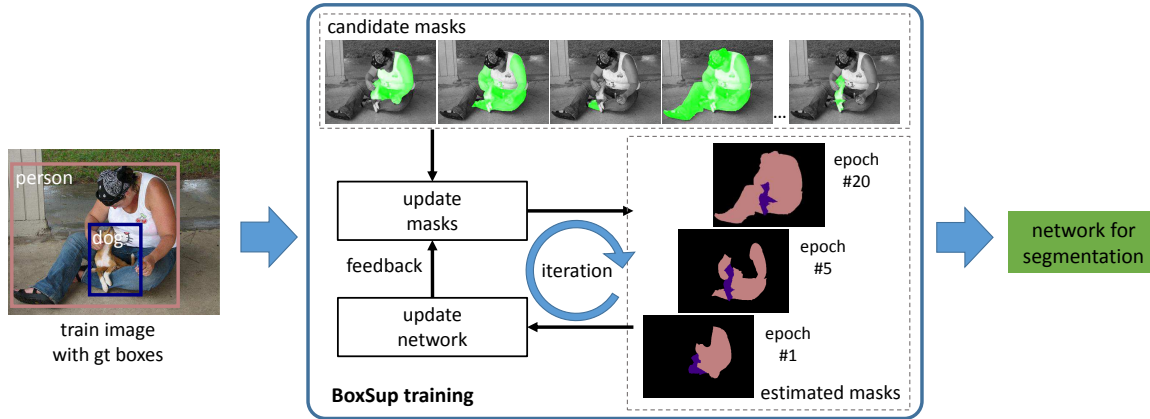 candidate masks
...
person
dog
train image
with gt boxes
update
masks
feedback
iteration
update
network
epoch
#20
epoch
#5
epoch
#1
estimated masks
BoxSup training
network for
segmentation